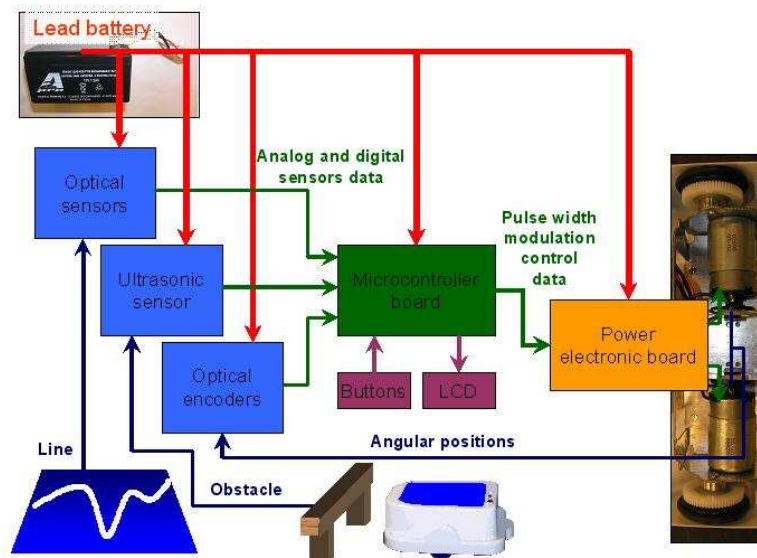 Lead battery
Optical
sensors
Analog and digital
sensors data
Pulse width
modulation
control
data
Ultrasonic
sensor
Microcontroller
board
Power
electronic board
Optical
encoders
Buttons
LCD
Line
Angular positions
Obstacle